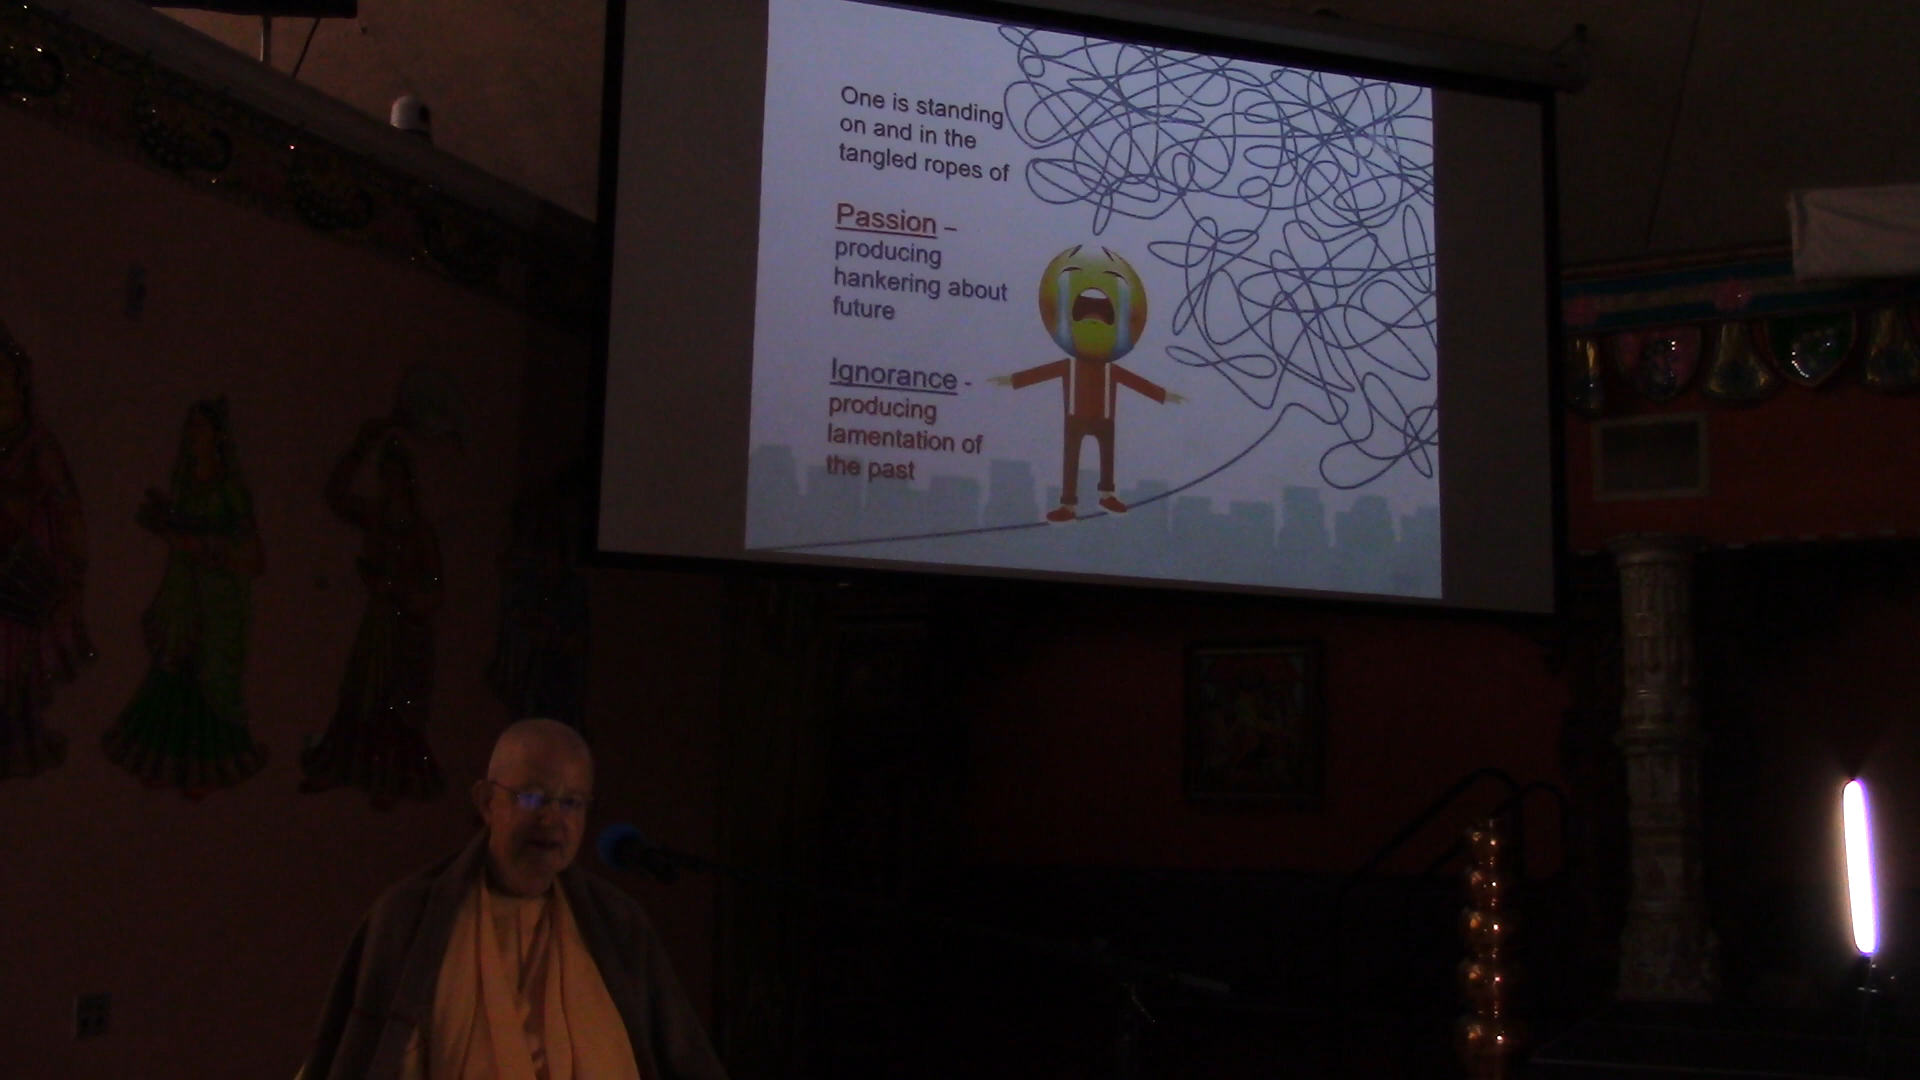 One is standing
on and in the
tangled ropes of
Passion –
producing
hankering about
future
Ignorance -
producing
lamentation of
the past